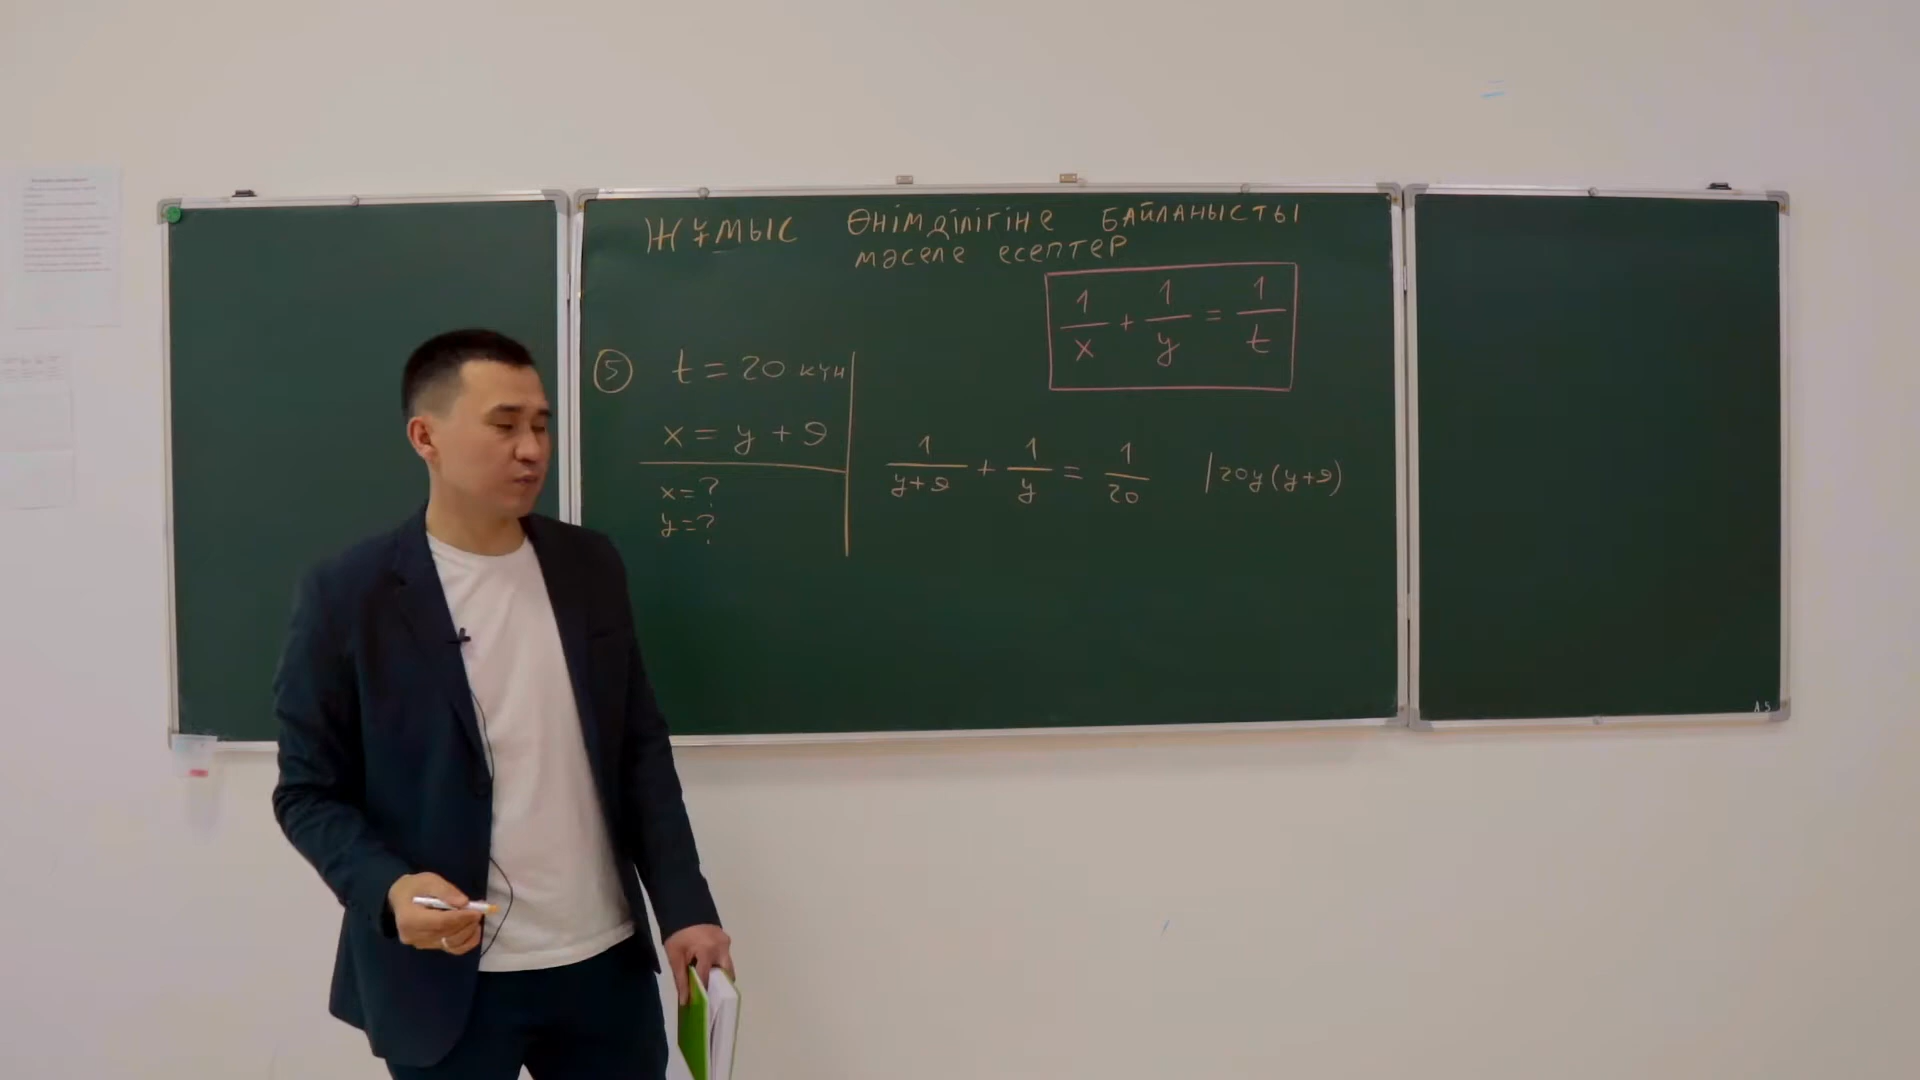 ЖҰМЫС ӨНІМДІЛІГІНЕ БАЙЛАНЫСТЫ
МӘСЕЛЕ ЕСЕПТЕР
1/x + 1/y = 1/t
5 t = 20 күн
x = y + 9
x = ?
y = ?
1/(y+9) + 1/y = 1/20 |20y(y+9)
A.5